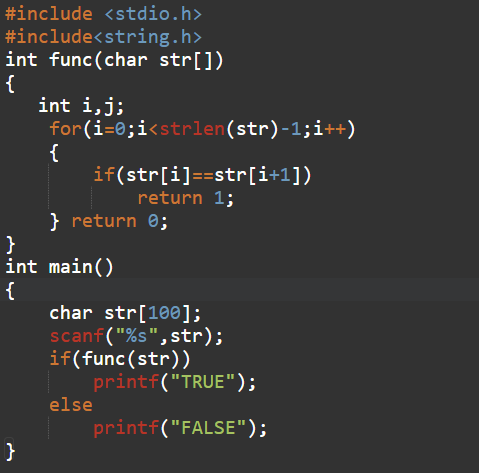 #include <stdio.h>
#include<string.h>
int func(char str[])
{
   int i,j;
    for(i=0;i<strlen(str)-1;i++)
    {
        if(str[i]==str[i+1])
            return 1;
    } return 0;
}
int main()
{
    char str[100];
    scanf("%s",str);
    if(func(str))
        printf("TRUE");
    else
        printf("FALSE");
}